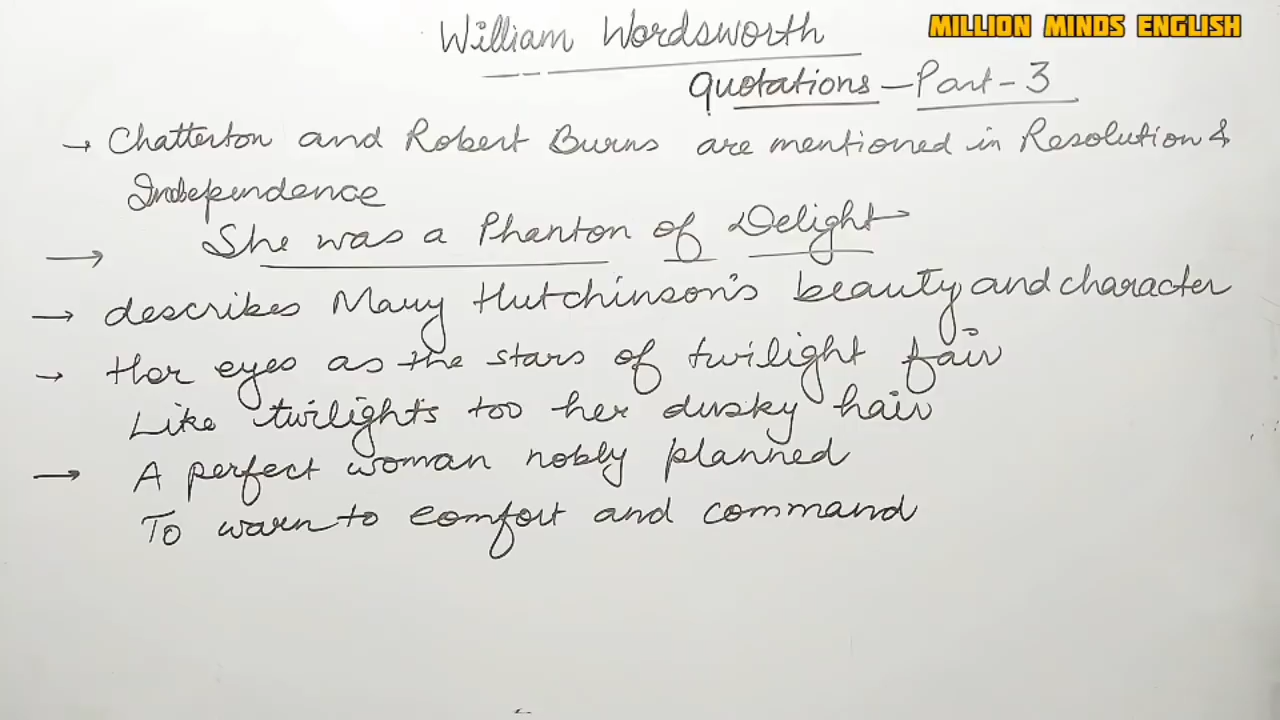 William Wordsworth
MILLION MINDS ENGLISH
Quotations - Part - 3
→ Chatterton and Robert Burns are mentioned in Resolution &
Independence
→ She was a Phanton of Delight
→ describes Mary Hutchinson's beauty and character
→ Her eyes as the stars of twilight fair
Like twilights too her dusky hair
→ A perfect woman nobly planned
To warn to comfort and command